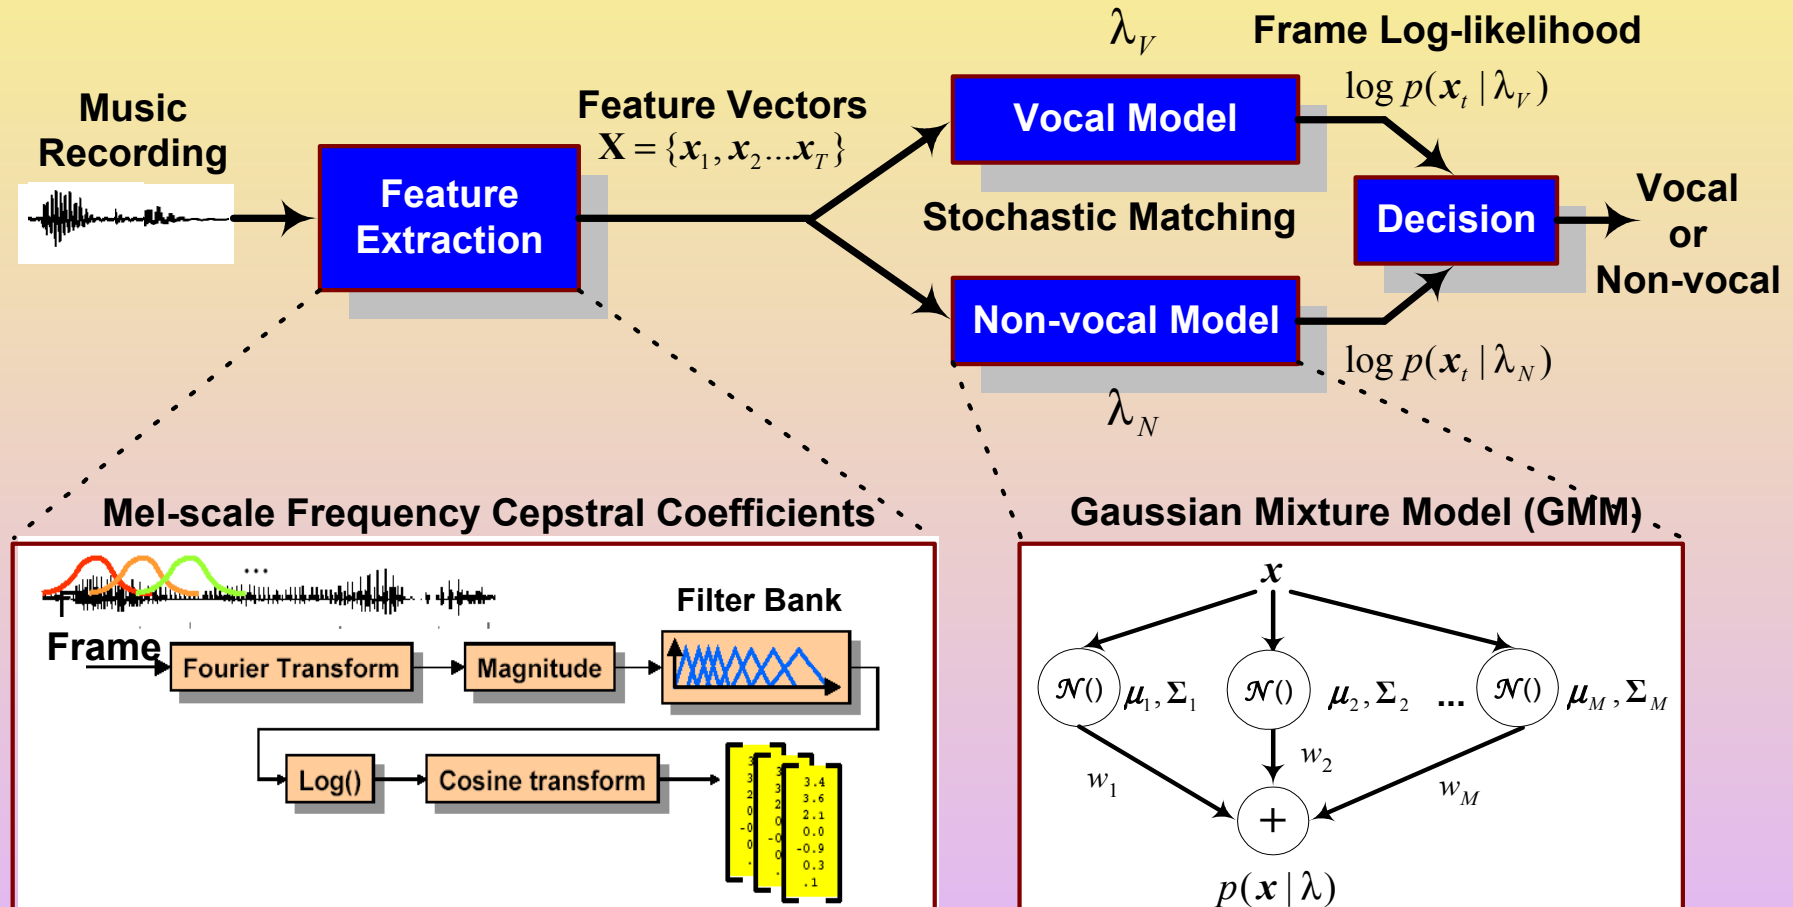 λ_V
Frame Log-likelihood
log p(x_t | λ_V)
Music
Recording
Feature Vectors
X = {x_1, x_2...x_T}
Vocal Model
Feature
Extraction
Stochastic Matching
Decision
Vocal
or
Non-vocal
Non-vocal Model
log p(x_t | λ_N)
λ_N
Mel-scale Frequency Cepstral Coefficients
...
Frame
Fourier Transform
Magnitude
Filter Bank
Log()
Cosine transform
3.4
3.6
2.1
0.0
-0.9
0.3
.1
Gaussian Mixture Model (GMM)
x
𝒩() μ_1, Σ_1
𝒩() μ_2, Σ_2 ...
𝒩() μ_M, Σ_M
w_1
w_2
w_M
+
p(x | λ)